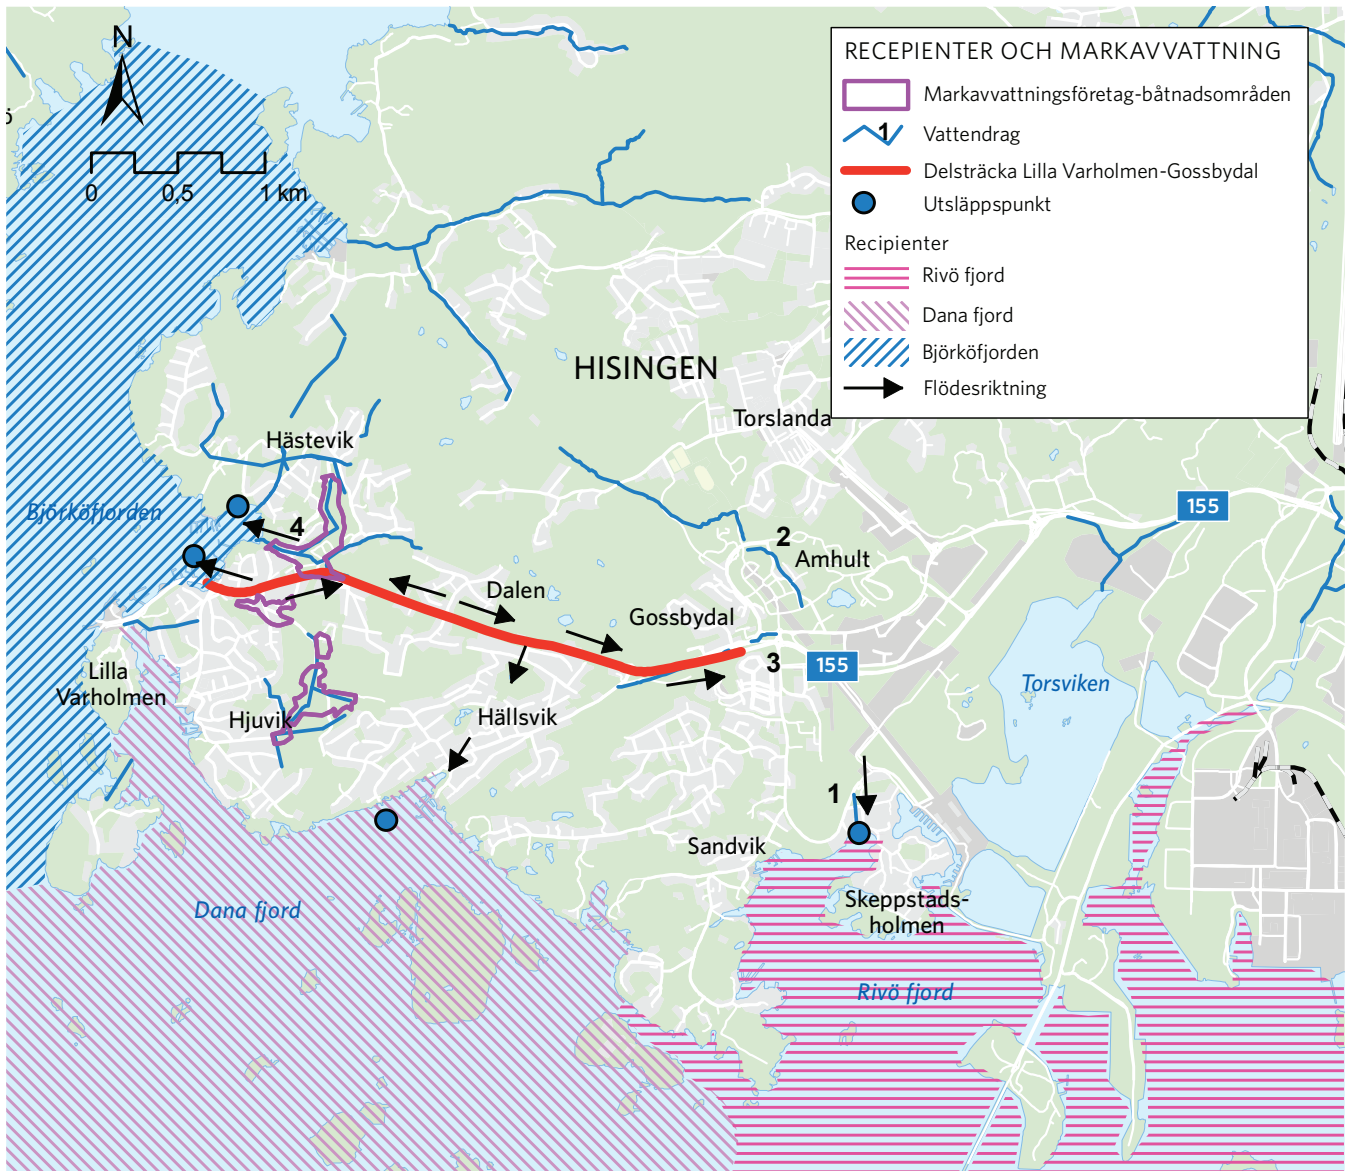 N
0
0,5
1 km
ö
RECEPIENTER OCH MARKAVVATTNING
Markavvattningsföretag-båtnadsområden
1
Vattendrag
Delsträcka Lilla Varholmen-Gossbydal
Utsläppspunkt
Recipienter
Rivö fjord
Dana fjord
Björköfjorden
Flödesriktning
HISINGEN
Torslanda
Hästevik
Björköfjorden
4
155
2
Amhult
Dalen
Gossbydal
3
155
Lilla
Varholmen
Torsviken
Hjuvik
Hällsvik
1
Sandvik
Skeppstads-
holmen
Dana fjord
Rivö fjord